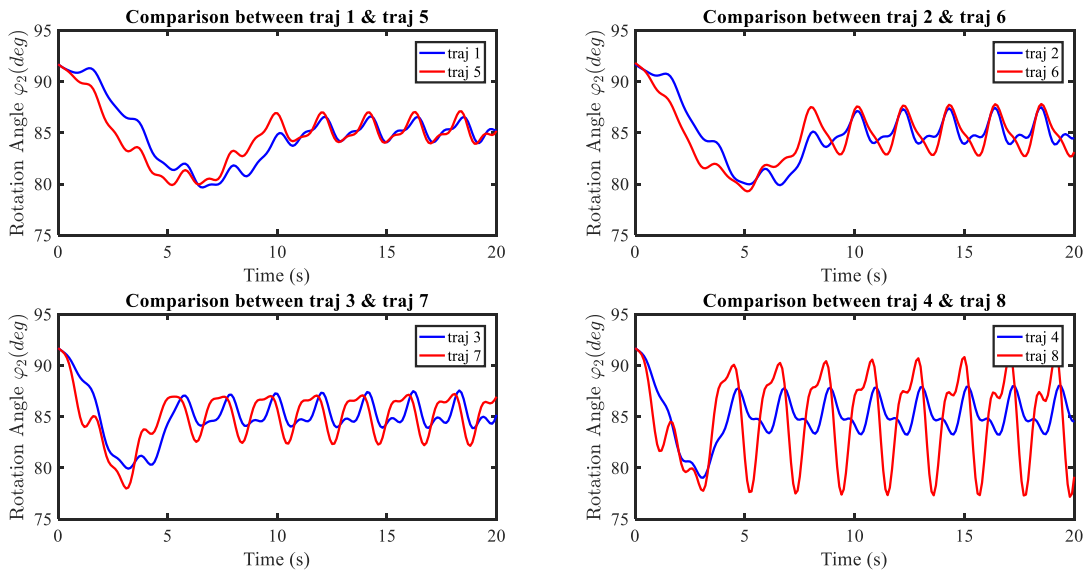 Comparison between traj 1 & traj 5
Rotation Angle φ₂(deg)
95
90
85
80
75
traj 1
traj 5
0 5 10 15 20
Time (s)
Comparison between traj 2 & traj 6
Rotation Angle φ₂(deg)
95
90
85
80
75
traj 2
traj 6
0 5 10 15 20
Time (s)
Comparison between traj 3 & traj 7
Rotation Angle φ₂(deg)
95
90
85
80
75
traj 3
traj 7
0 5 10 15 20
Time (s)
Comparison between traj 4 & traj 8
Rotation Angle φ₂(deg)
95
90
85
80
75
traj 4
traj 8
0 5 10 15 20
Time (s)